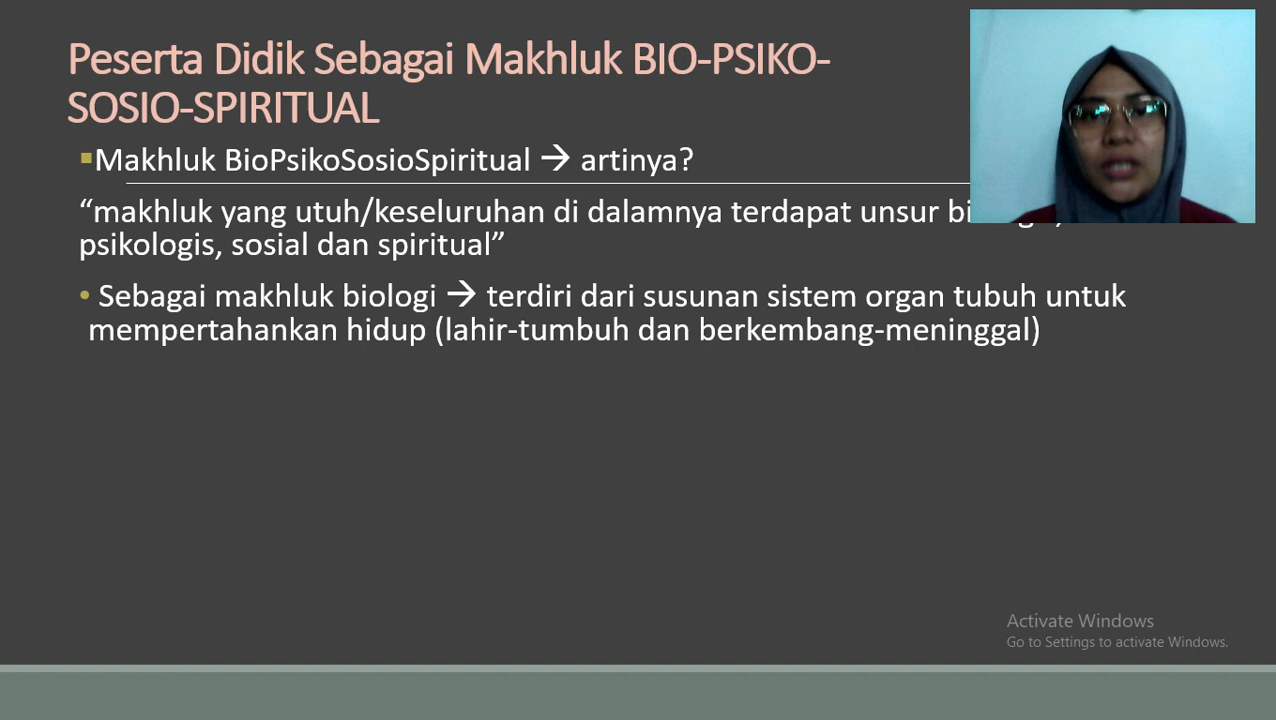 Peserta Didik Sebagai Makhluk BIO-PSIKO-
SOSIO-SPIRITUAL
▪Makhluk BioPsikoSosioSpiritual → artinya?
“makhluk yang utuh/keseluruhan di dalamnya terdapat unsur
psikologis, sosial dan spiritual”
• Sebagai makhluk biologi → terdiri dari susunan sistem organ tubuh untuk
mempertahankan hidup (lahir-tumbuh dan berkembang-meninggal)
Activate Windows
Go to Settings to activate Windows.